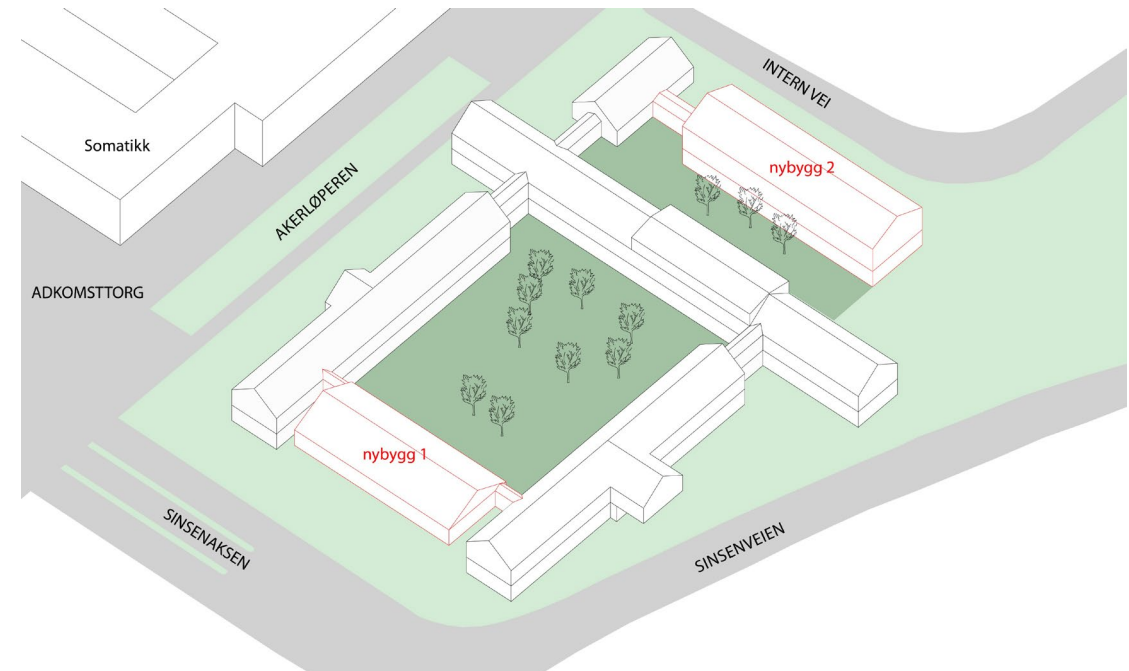 INTERN VEI
Somatikk
nybygg 2
AKERLØPEREN
ADKOMSTTORG
nybygg 1
SINSENAKSEN
SINSENVEIEN